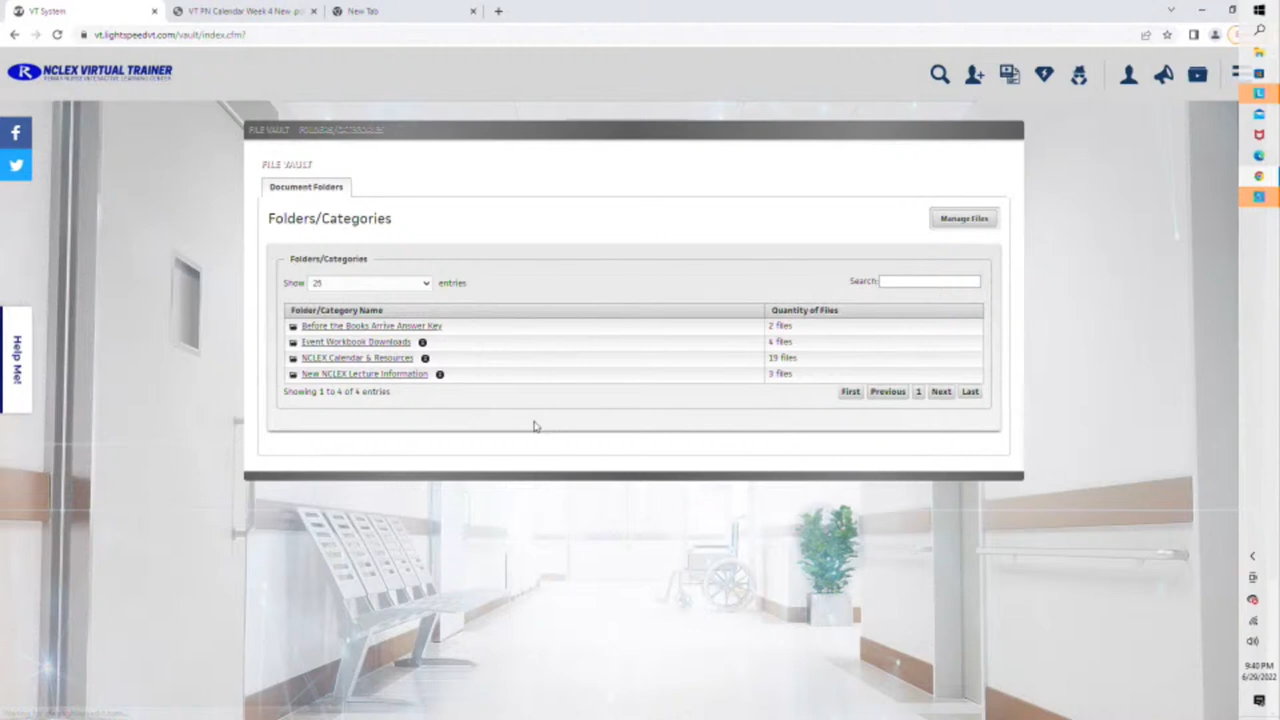 VT System
VT PN Calendar Week 4 New
New Tab
vt.lightspeedvt.com/vault/index.cfm?
R NCLEX VIRTUAL TRAINER
FILE VAULT FOLDERS/CATEGORIES
FILE VAULT
Document Folders
Folders/Categories
Manage Files
Folders/Categories
Show 25 entries
Search:
Folder/Category Name Quantity of Files
Before the Books Arrive Answer Key 2 files
Event Workbook Downloads 4 files
NCLEX Calendar & Resources 19 files
New NCLEX Lecture Information 3 files
Showing 1 to 4 of 4 entries
First Previous 1 Next Last
Help Me!
9:40 PM
6/29/2022